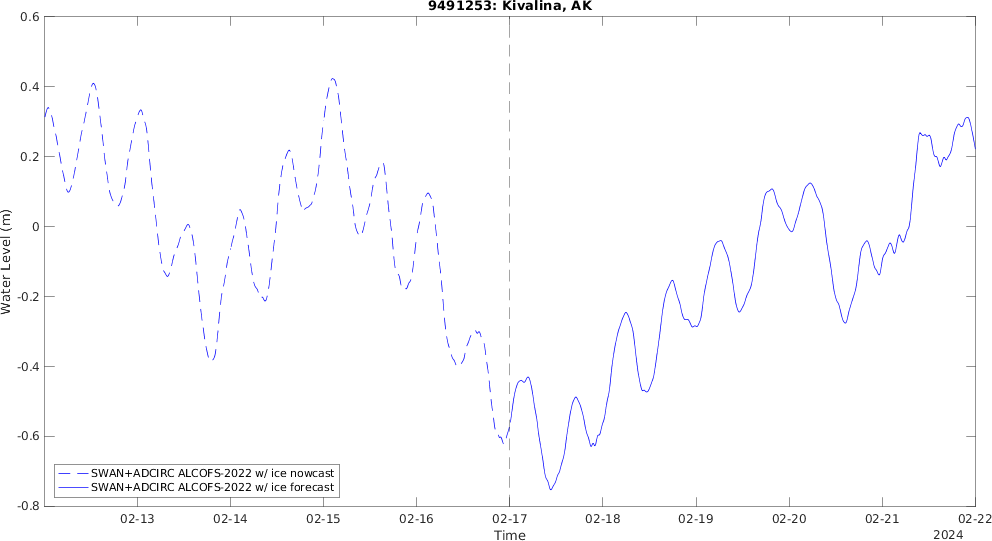 9491253: Kivalina, AK
0.6
0.4
0.2
0
-0.2
-0.4
-0.6
-0.8
Water Level (m)
SWAN+ADCIRC ALCOFS-2022 w/ ice nowcast
SWAN+ADCIRC ALCOFS-2022 w/ ice forecast
02-13 02-14 02-15 02-16 02-17 02-18 02-19 02-20 02-21 02-22
Time
2024